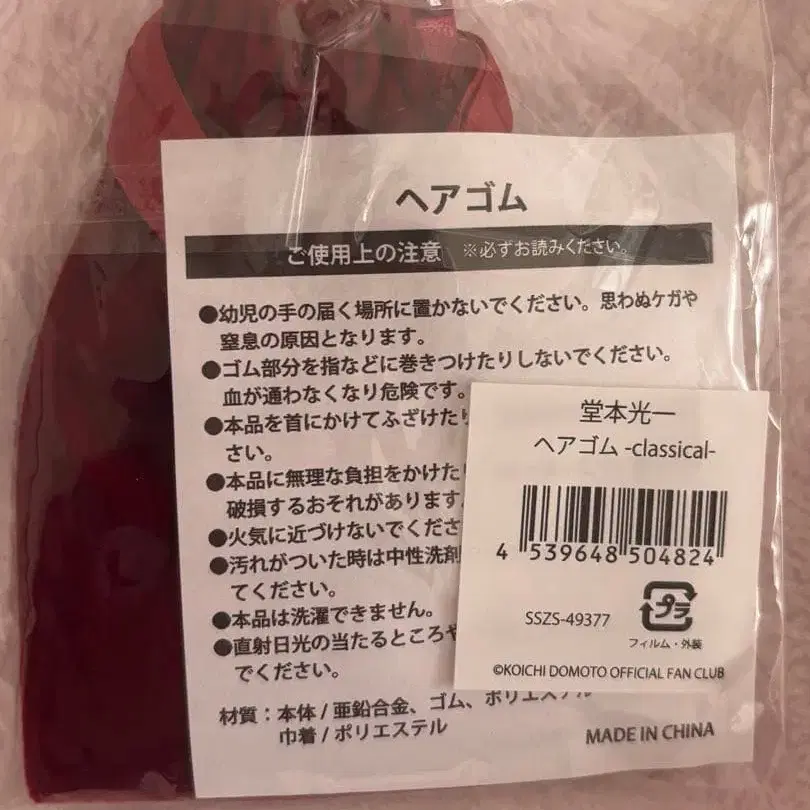 ヘアゴム
ご使用上の注意 ※必ずお読みください。
●幼児の手の届く場所に置かないでください。思わぬケガや
窒息の原因となります。
●ゴム部分を指などに巻きつけたりしないでください。
血が通わなくなり危険です。
●本品を首にかけてふざけたり
さい。
●本品に無理な負担をかけたり
破損するおそれがあります。
●火気に近づけないでくださ
●汚れがついた時は中性洗剤
てください。
●本品は洗濯できません。
●直射日光の当たるところや
でください。
材質：本体/亜鉛合金、ゴム、ポリエステル
巾着/ポリエステル
MADE IN CHINA
堂本光一
ヘアゴム -classical-
4 539648 504824
SSZS-49377
プラ
フィルム・外装
©KOICHI DOMOTO OFFICIAL FAN CLUB